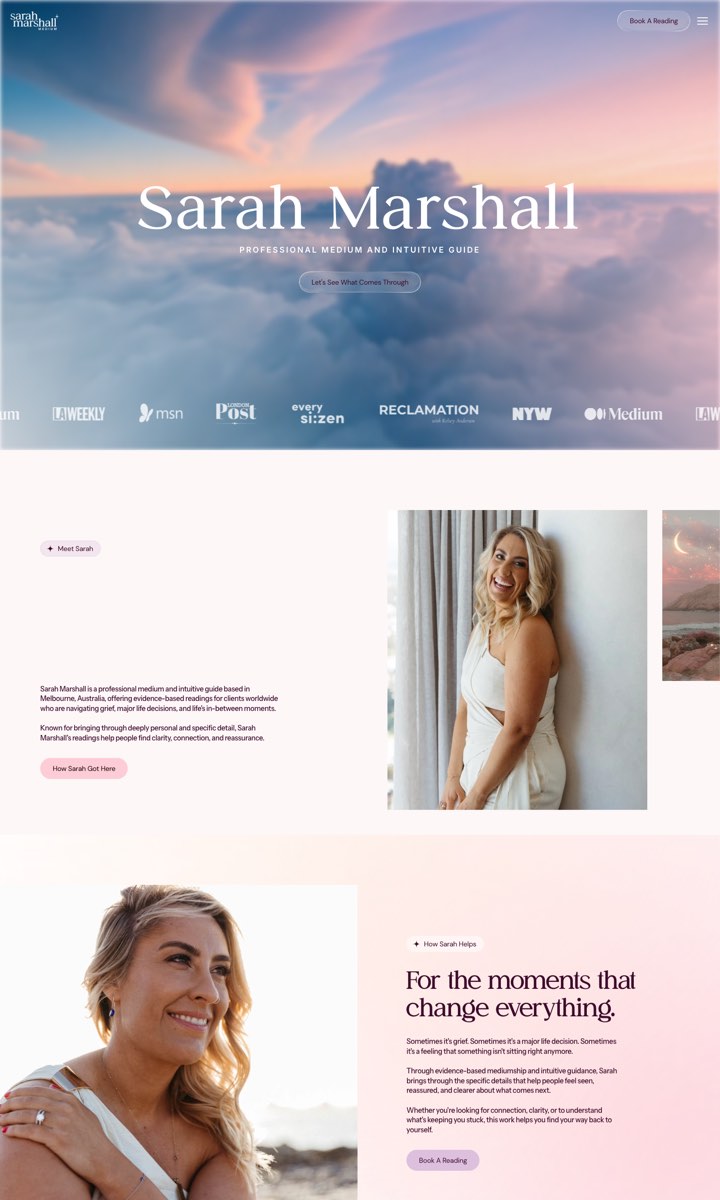 sarah
marshall
MEDIUM
Book A Reading
Sarah Marshall
PROFESSIONAL MEDIUM AND INTUITIVE GUIDE
Let's See What Comes Through
um
LA WEEKLY
msn
LONDON
Post
every
si:zen
RECLAMATION
with Kelsey Anderson
NYW
Medium
LAW
Meet Sarah
Sarah Marshall is a professional medium and intuitive guide based in
Melbourne, Australia, offering evidence-based readings for clients worldwide
who are navigating grief, major life decisions, and life's in-between moments.
Known for bringing through deeply personal and specific detail, Sarah
Marshall's readings help people find clarity, connection, and reassurance.
How Sarah Got Here
How Sarah Helps
For the moments that
change everything.
Sometimes it's grief. Sometimes it's a major life decision. Sometimes
it's a feeling that something isn't sitting right anymore.
Through evidence-based mediumship and intuitive guidance, Sarah
brings through the specific details that help people feel seen,
reassured, and clearer about what comes next.
Whether you're looking for connection, clarity, or to understand
what's keeping you stuck, this work helps you find your way back to
yourself.
Book A Reading